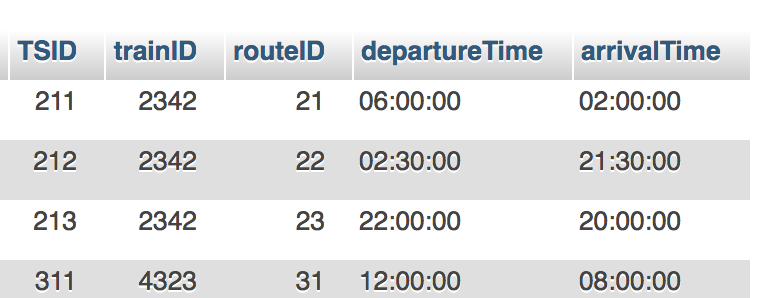 TSID trainID routeID departureTime arrivalTime
211 2342 21 06:00:00 02:00:00
212 2342 22 02:30:00 21:30:00
213 2342 23 22:00:00 20:00:00
311 4323 31 12:00:00 08:00:00